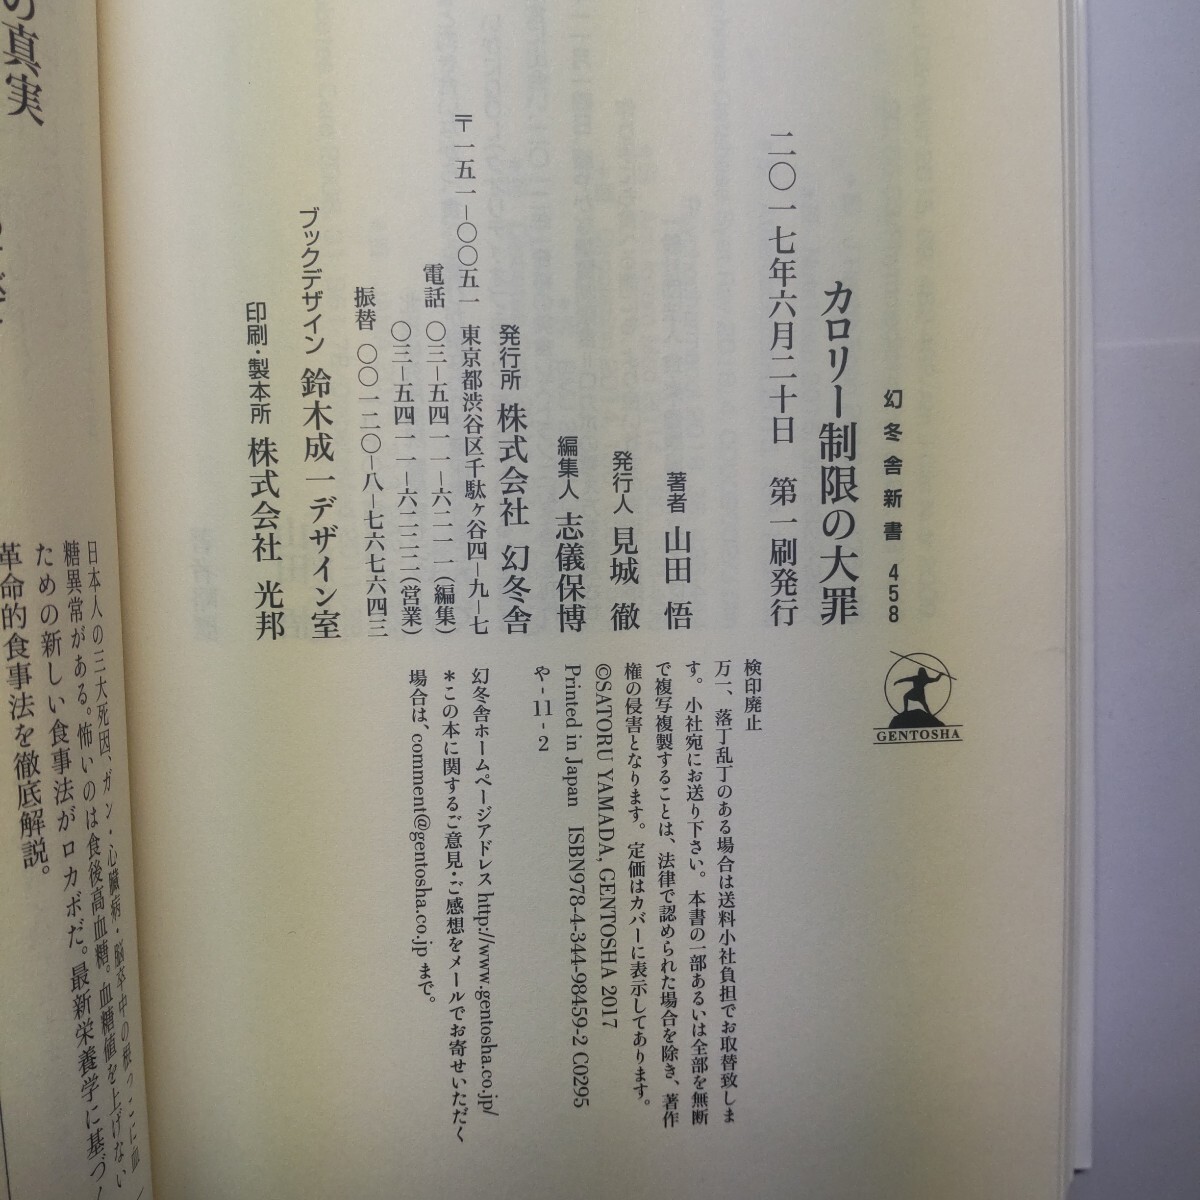 幻冬舎新書 458
GENTOSHA
カロリー制限の大罪
二〇一七年六月二十日　第一刷発行
著者 山田 悟
発行人 見城 徹
編集人 志儀保博
発行所 株式会社 幻冬舎
〒一五一-〇〇五一 東京都渋谷区千駄ヶ谷四-九-七
電話 〇三-五四一一-六二一一(編集)
〇三-五四一一-六二二二(営業)
振替 〇〇一二〇-八-七六七六四三
ブックデザイン 鈴木成一デザイン室
印刷・製本所 株式会社 光邦
検印廃止
万一、落丁乱丁のある場合は送料小社負担でお取替致しま
す。小社宛にお送り下さい。本書の一部あるいは全部を無断
で複写複製することは、法律で認められた場合を除き、著作
権の侵害となります。定価はカバーに表示してあります。
©SATORU YAMADA, GENTOSHA 2017
Printed in Japan ISBN978-4-344-98459-2 C0295
や-11-2
幻冬舎ホームページアドレス http://www.gentosha.co.jp/
*この本に関するご意見・ご感想をメールでお寄せいただく
場合は、comment@gentosha.co.jp まで。
の真実
日本人の三大死因、ガン・心臓病・脳卒中の根っこに血
糖異常がある。怖いのは食後高血糖。血糖値を上げない
ための新しい食事法がロカボだ。最新栄養学に基づく
革命的食事法を徹底解説。